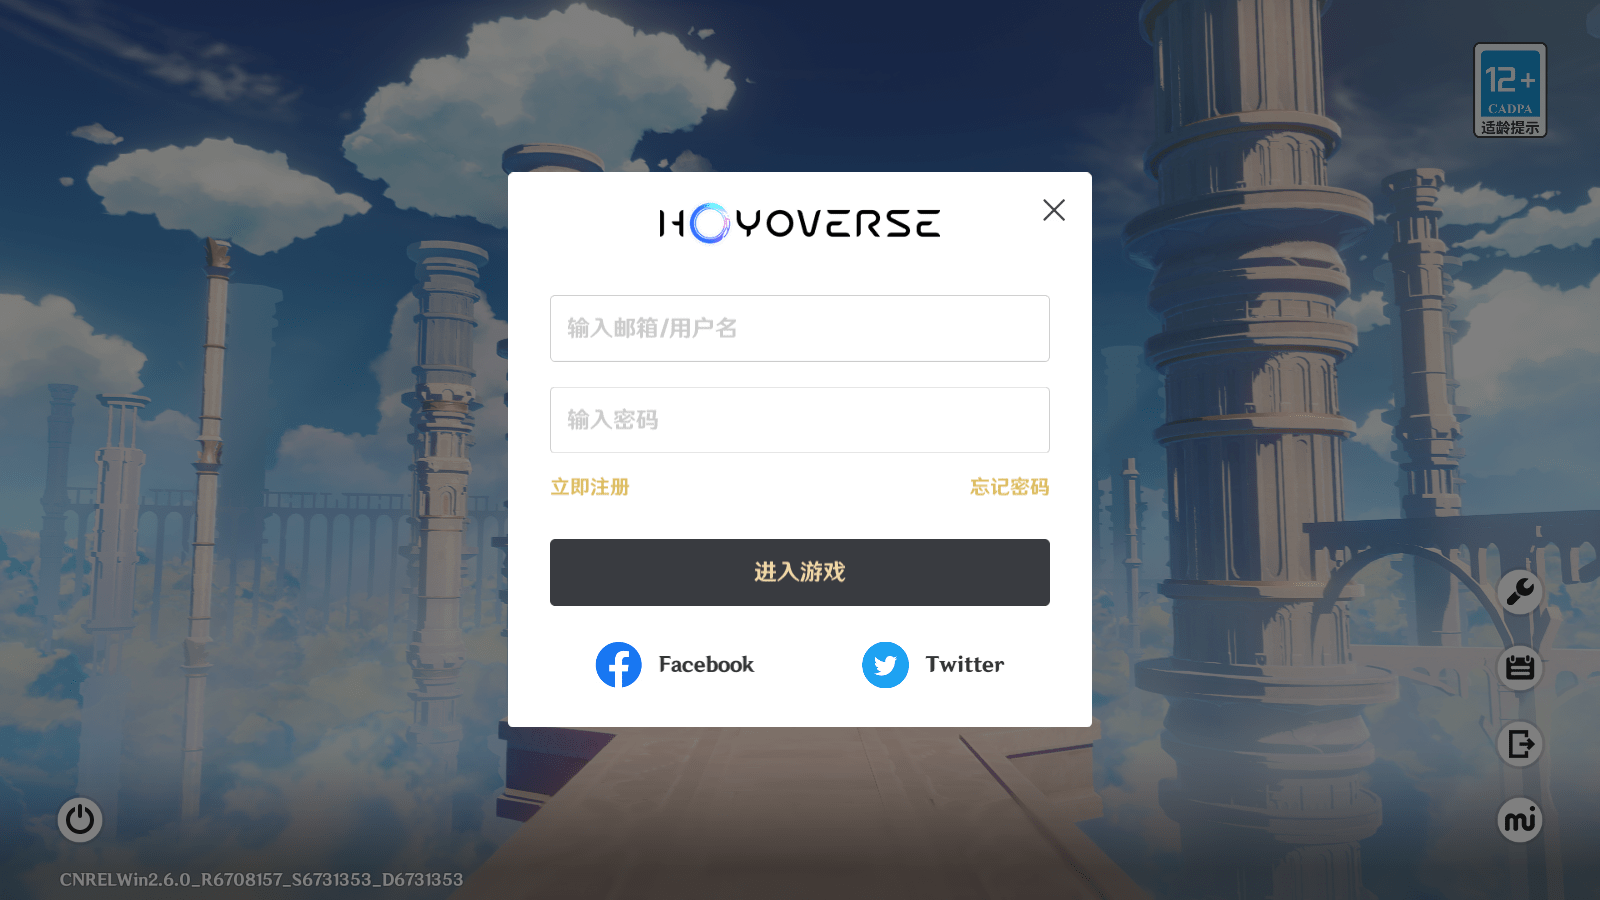 12+
CADPA
适龄提示
HOYOVERSE
输入邮箱/用户名
输入密码
立即注册
忘记密码
进入游戏
Facebook
Twitter
mi
CNRELWin2.6.0_R6708157_S6731353_D6731353